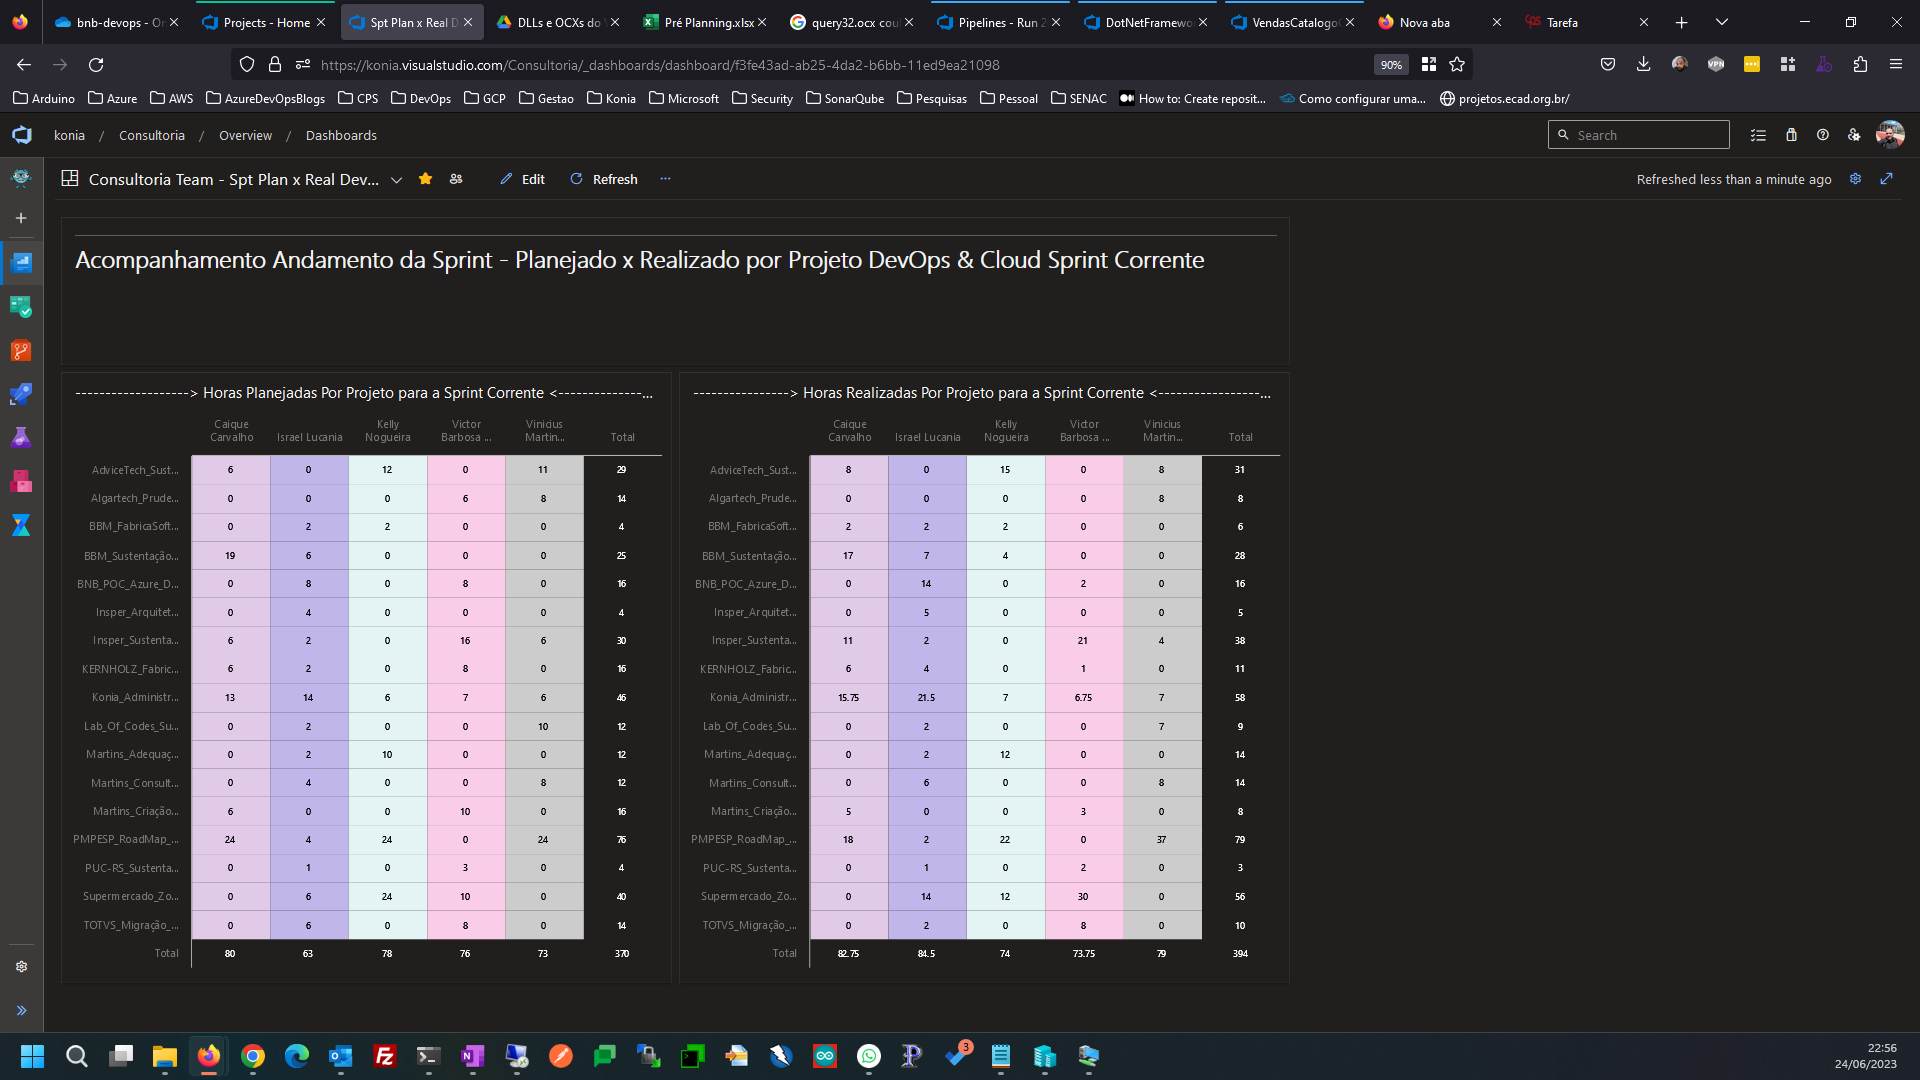 bnb-devops - On
Projects - Home
Spt Plan x Real D
DLLs e OCXs do V
Pré Planning.xlsx
query32.ocx cou
Pipelines - Run 2
DotNetFramewo
VendasCatalogo
Nova aba
Tarefa
https://konia.visualstudio.com/Consultoria/_dashboards/dashboard/f3fe43ad-ab25-4da2-b6bb-11ed9ea21098
90%
Arduino Azure AWS AzureDevOpsBlogs CPS DevOps GCP Gestao Konia Microsoft Security SonarQube Pesquisas Pessoal SENAC How to: Create reposit... Como configurar uma... projetos.ecad.org.br/
konia / Consultoria / Overview / Dashboards
Search
Consultoria Team - Spt Plan x Real Dev...
Edit
Refresh
Refreshed less than a minute ago
Acompanhamento Andamento da Sprint - Planejado x Realizado por Projeto DevOps & Cloud Sprint Corrente
-------------------> Horas Planejadas Por Projeto para a Sprint Corrente <--------------...
Caique Carvalho Israel Lucania Kelly Nogueira Victor Barbosa ... Vinicius Martin... Total
AdviceTech_Sust... 6 0 12 0 11 29
Algartech_Prude... 0 0 0 6 8 14
BBM_FabricaSoft... 0 2 2 0 0 4
BBM_Sustentação... 19 6 0 0 0 25
BNB_POC_Azure_D... 0 8 0 8 0 16
Insper_Arquitet... 0 4 0 0 0 4
Insper_Sustenta... 6 2 0 16 6 30
KERNHOLZ_Fabric... 6 2 0 8 0 16
Konia_Administr... 13 14 6 7 6 46
Lab_Of_Codes_Su... 0 2 0 0 10 12
Martins_Adequaç... 0 2 10 0 0 12
Martins_Consult... 0 4 0 0 8 12
Martins_Criação... 6 0 0 10 0 16
PMPESP_RoadMap_... 24 4 24 0 24 76
PUC-RS_Sustenta... 0 1 0 3 0 4
Supermercado_Zo... 0 6 24 10 0 40
TOTVS_Migração_... 0 6 0 8 0 14
Total 80 63 78 76 73 370
----------------> Horas Realizadas Por Projeto para a Sprint Corrente <-----------------...
Caique Carvalho Israel Lucania Kelly Nogueira Victor Barbosa ... Vinicius Martin... Total
AdviceTech_Sust... 8 0 15 0 8 31
Algartech_Prude... 0 0 0 0 8 8
BBM_FabricaSoft... 2 2 2 0 0 6
BBM_Sustentação... 17 7 4 0 0 28
BNB_POC_Azure_D... 0 14 0 2 0 16
Insper_Arquitet... 0 5 0 0 0 5
Insper_Sustenta... 11 2 0 21 4 38
KERNHOLZ_Fabric... 6 4 0 1 0 11
Konia_Administr... 15.75 21.5 7 6.75 7 58
Lab_Of_Codes_Su... 0 2 0 0 7 9
Martins_Adequaç... 0 2 12 0 0 14
Martins_Consult... 0 6 0 0 8 14
Martins_Criação... 5 0 0 3 0 8
PMPESP_RoadMap_... 18 2 22 0 37 79
PUC-RS_Sustenta... 0 1 0 2 0 3
Supermercado_Zo... 0 14 12 30 0 56
TOTVS_Migração_... 0 2 0 8 0 10
Total 82.75 84.5 74 73.75 79 394
3
22:56
24/06/2023